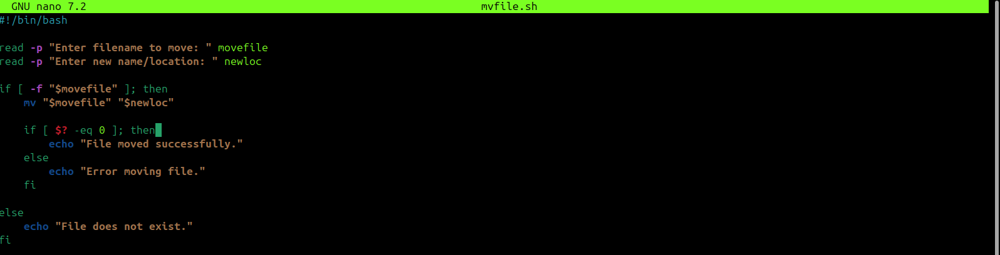 GNU nano 7.2 mvfile.sh
#!/bin/bash
read -p "Enter filename to move: " movefile
read -p "Enter new name/location: " newloc
if [ -f "$movefile" ]; then
    mv "$movefile" "$newloc"
    if [ $? -eq 0 ]; then
        echo "File moved successfully."
    else
        echo "Error moving file."
    fi
else
    echo "File does not exist."
fi